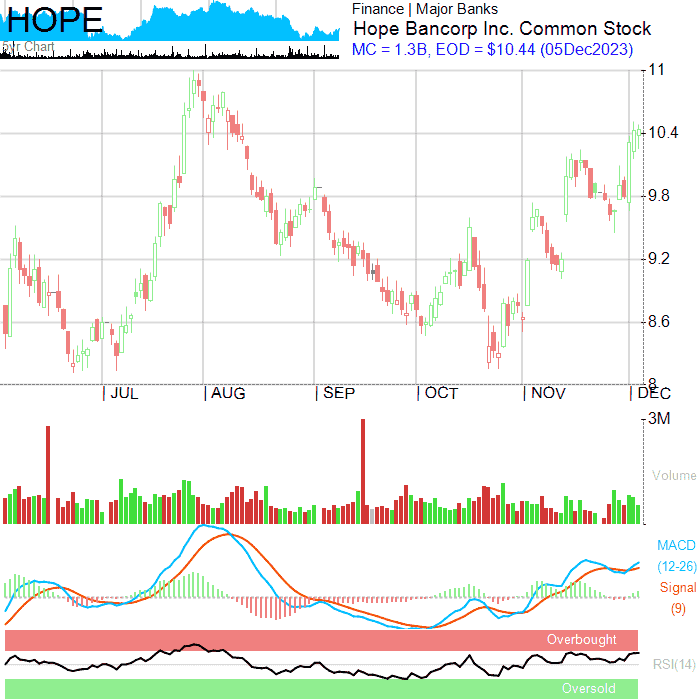 HOPE
5yr Chart
Finance | Major Banks
Hope Bancorp Inc. Common Stock
MC = 1.3B, EOD = $10.44 (05Dec2023)
11
10.4
9.8
9.2
8.6
8
| JUL | AUG | SEP | OCT | NOV | DEC
3M
Volume
MACD
(12-26)
Signal
(9)
Overbought
RSI(14)
Oversold